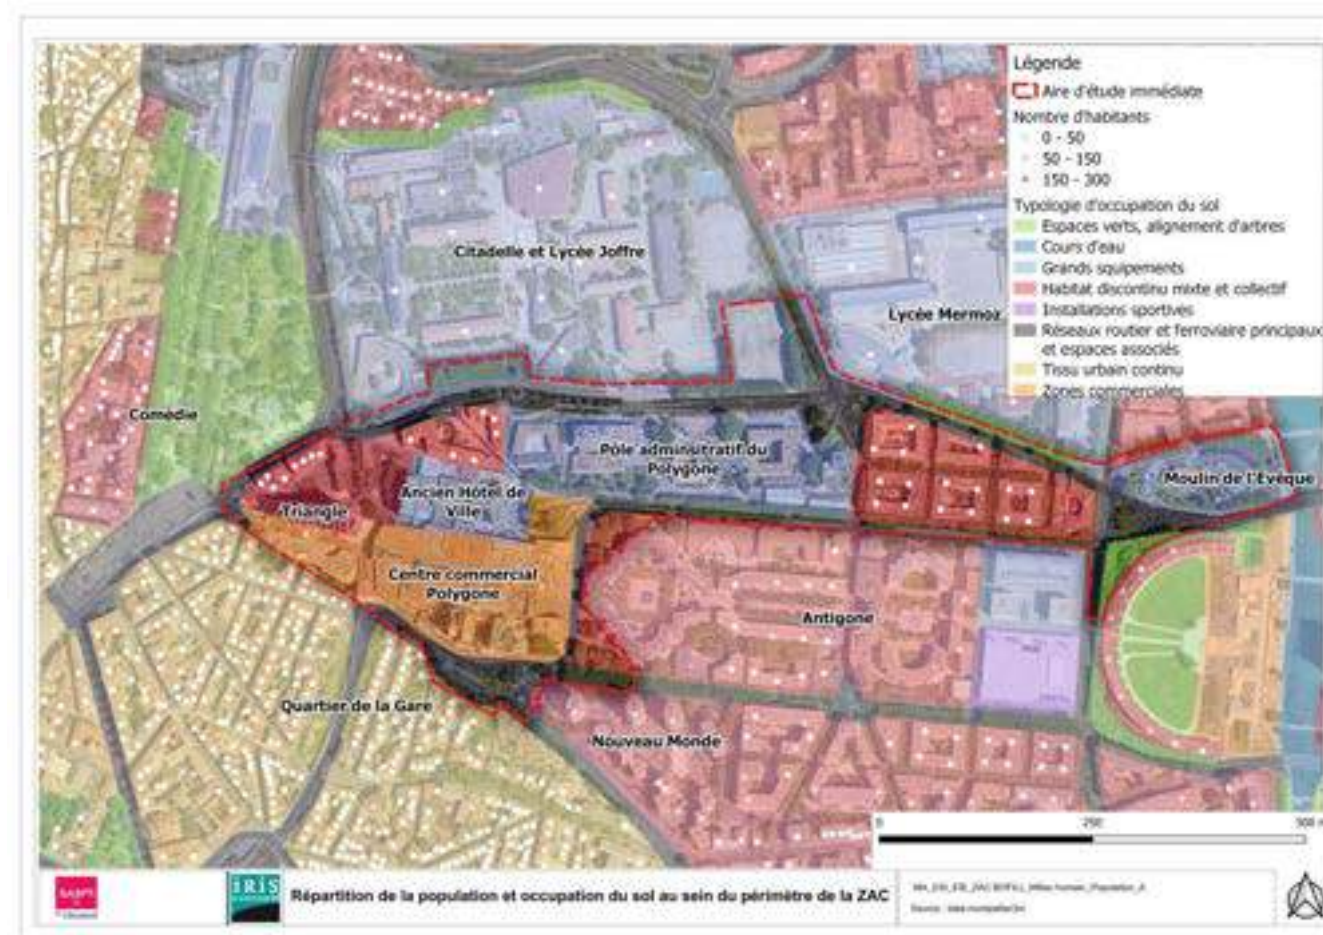 Légende
Aire d'étude immédiate
Nombre d'habitants
0 - 50
50 - 150
150 - 300
Typologie d'occupation du sol
Espaces verts, alignement d'arbres
Cours d'eau
Grands squipements
Habitat discontinu mixte et collectif
Installations sportives
Réseaux routier et ferroviaire principaux
et espaces associés
Tissu urbain continu
Zones commerciales
Citadelle et Lycée Joffre
Lycée Mermoz
Comédie
Pôle administratif du
Polygone
Moulin de l'Évêque
Ancien Hôtel de
Ville
Triangle
Centre commercial
Polygone
Antigone
Quartier de la Gare
Nouveau Monde
0 250 500 m
IRIS
Répartition de la population et occupation du sol au sein du périmètre de la ZAC